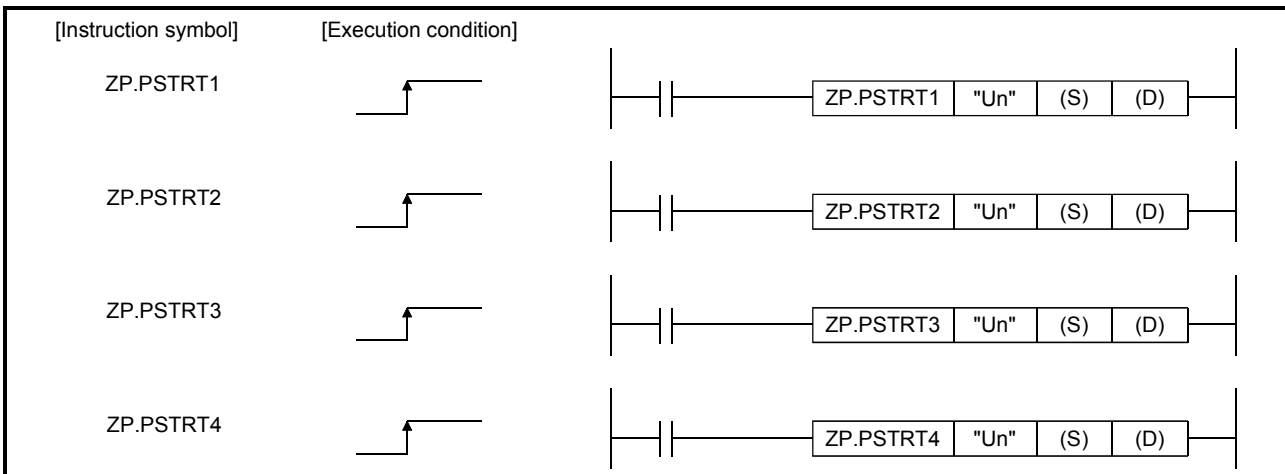 [Instruction symbol] [Execution condition]
ZP.PSTRT1 ZP.PSTRT1 "Un" (S) (D)
ZP.PSTRT2 ZP.PSTRT2 "Un" (S) (D)
ZP.PSTRT3 ZP.PSTRT3 "Un" (S) (D)
ZP.PSTRT4 ZP.PSTRT4 "Un" (S) (D)